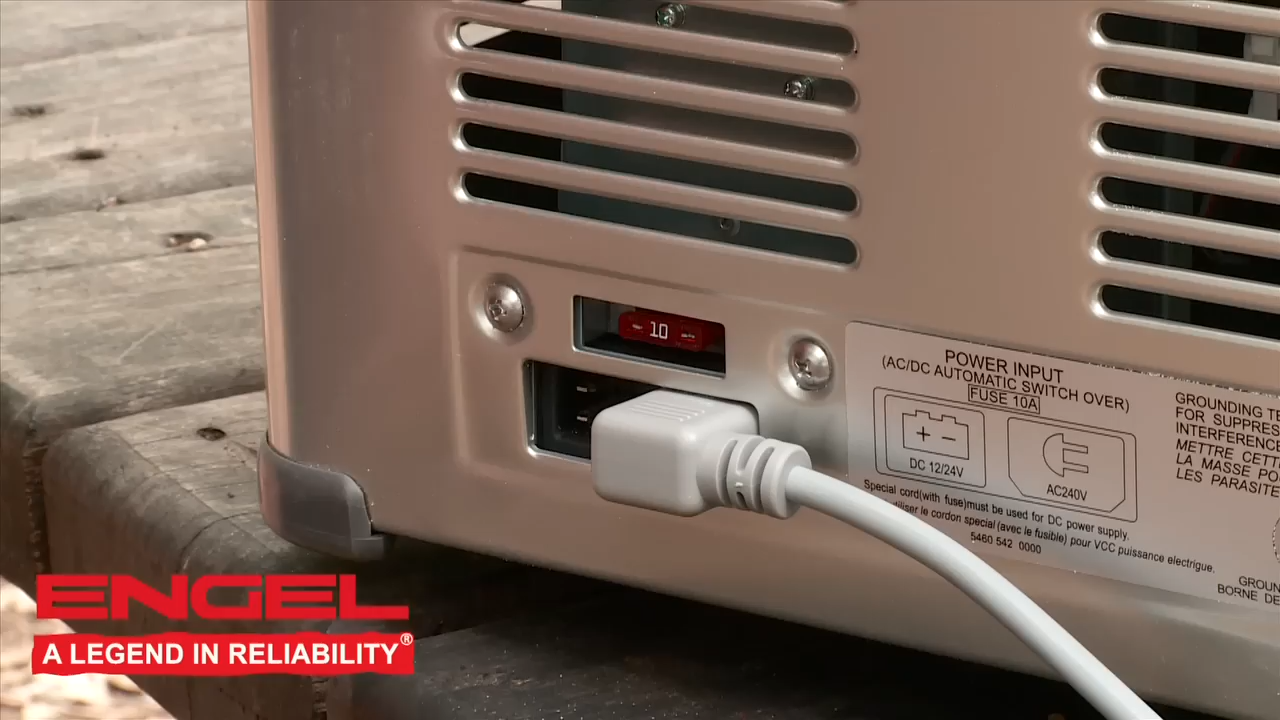 10
POWER INPUT
(AC/DC AUTOMATIC SWITCH OVER)
FUSE 10A
DC 12/24V
AC240V
Special cord(with fuse)must be used for DC power supply.
utiliser le cordon special (avec le fusible) pour VCC puissance electrigue.
5460 542 0000
GROUNDING
FOR SUPPRESS
INTERFERENCE
METTRE CETT
LA MASSE PO
LES PARASITE
GROUN
BORNE DE
ENGEL
A LEGEND IN RELIABILITY®